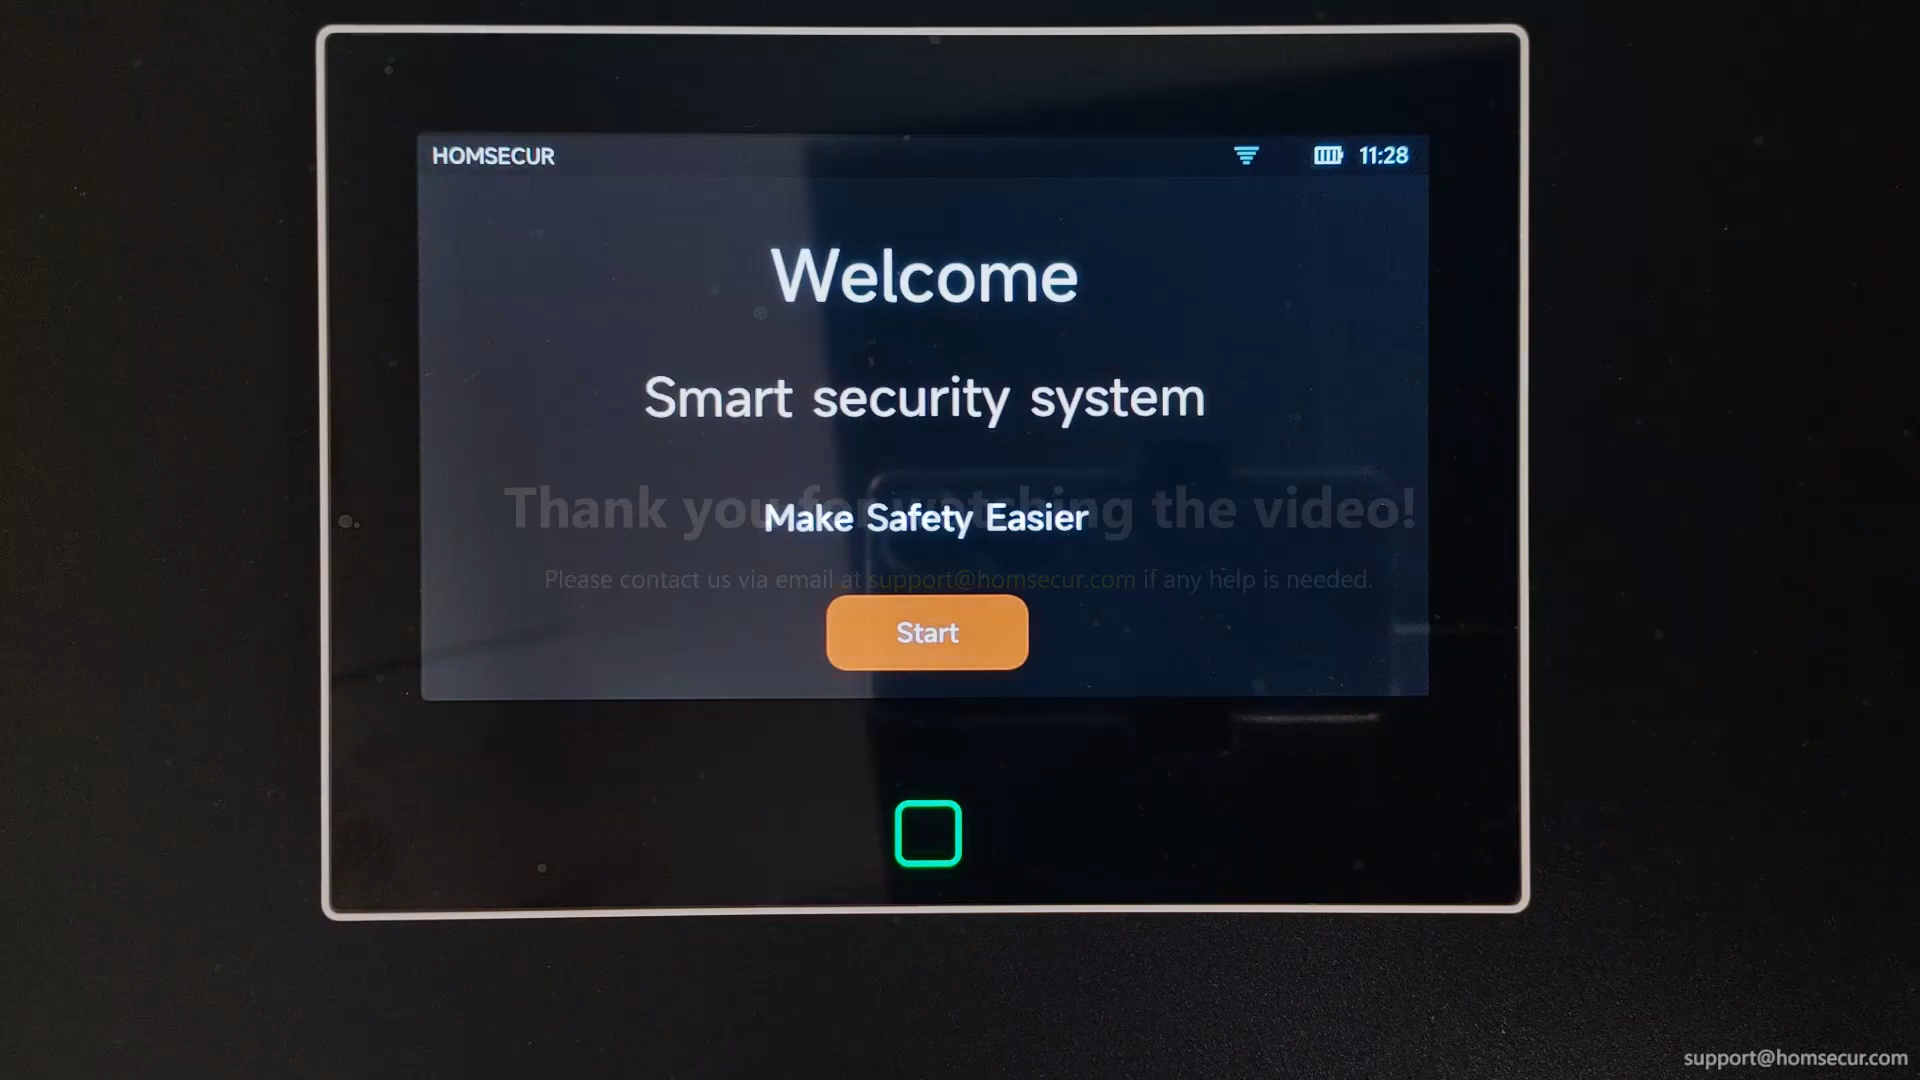 HOMSECUR
11:28
Welcome
Smart security system
Thank you for watching the video!
Make Safety Easier
Please contact us via email at support@homsecur.com if any help is needed.
Start
support@homsecur.com